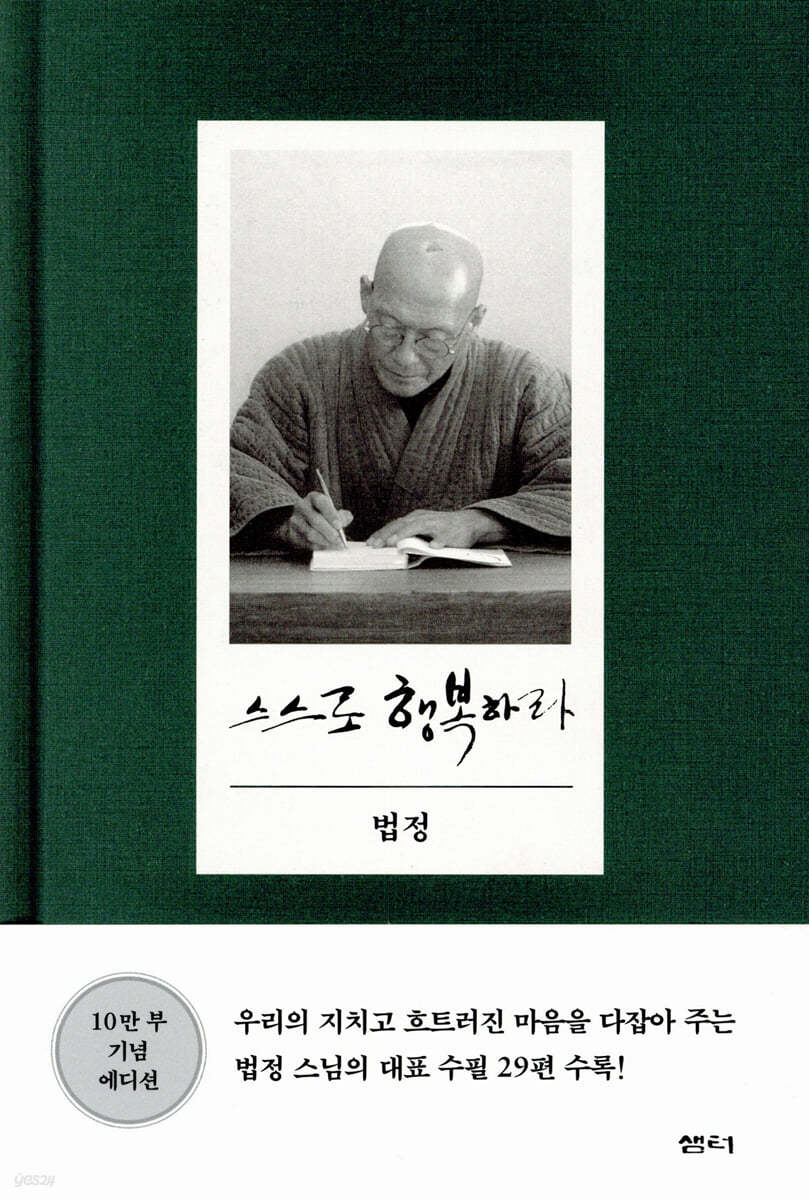 스스로 행복하라
법정
10만 부
기념
에디션
우리의 지치고 흐트러진 마음을 다잡아 주는
법정 스님의 대표 수필 29편 수록!
샘터
yes24